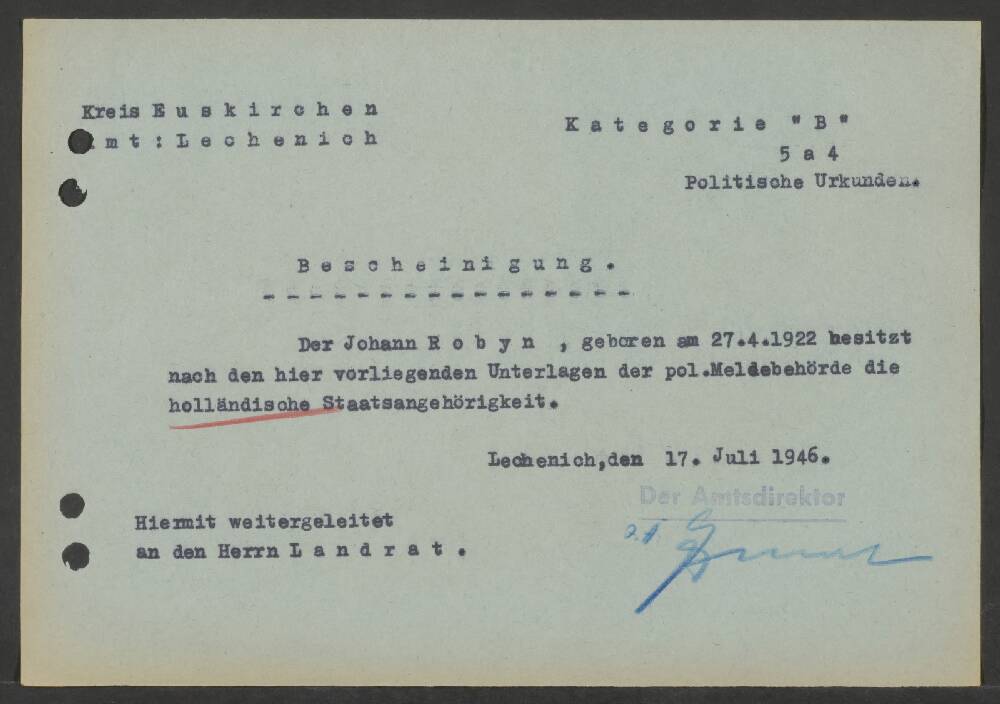 Kreis Euskirchen
Amt: Lechenich
Kategorie "B"
5 a 4
Politische Urkunden.
Bescheinigung.
Der Johann Robyn , geboren am 27.4.1922 besitzt
nach den hier vorliegenden Unterlagen der pol.Meldebehörde die
holländische Staatsangehörigkeit.
Lechenich,den 17. Juli 1946.
Der Amtsdirektor
Hiermit weitergeleitet
an den Herrn Landrat.